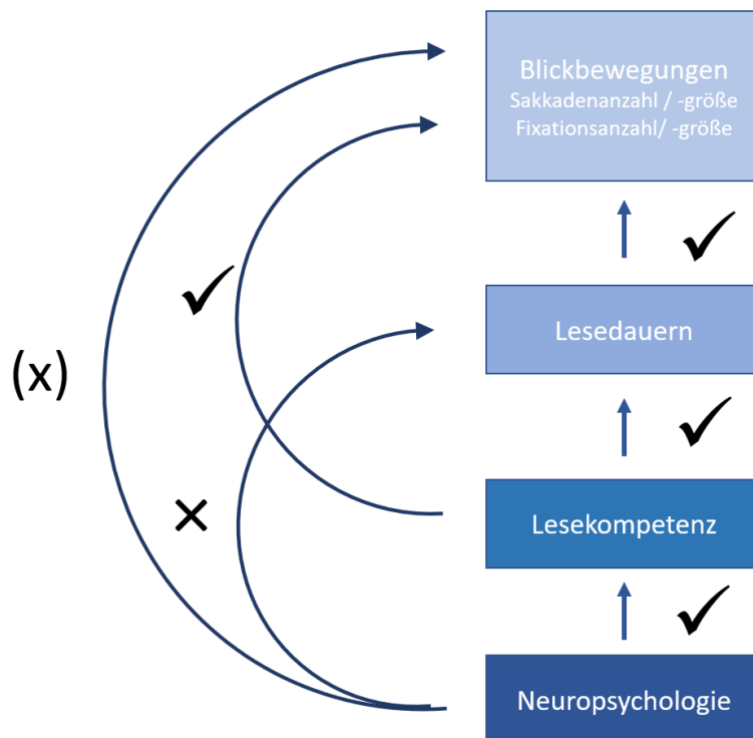 Blickbewegungen
Sakkadenanzahl / -größe
Fixationsanzahl/ -größe
Lesedauern
(x)
Lesekompetenz
Neuropsychologie